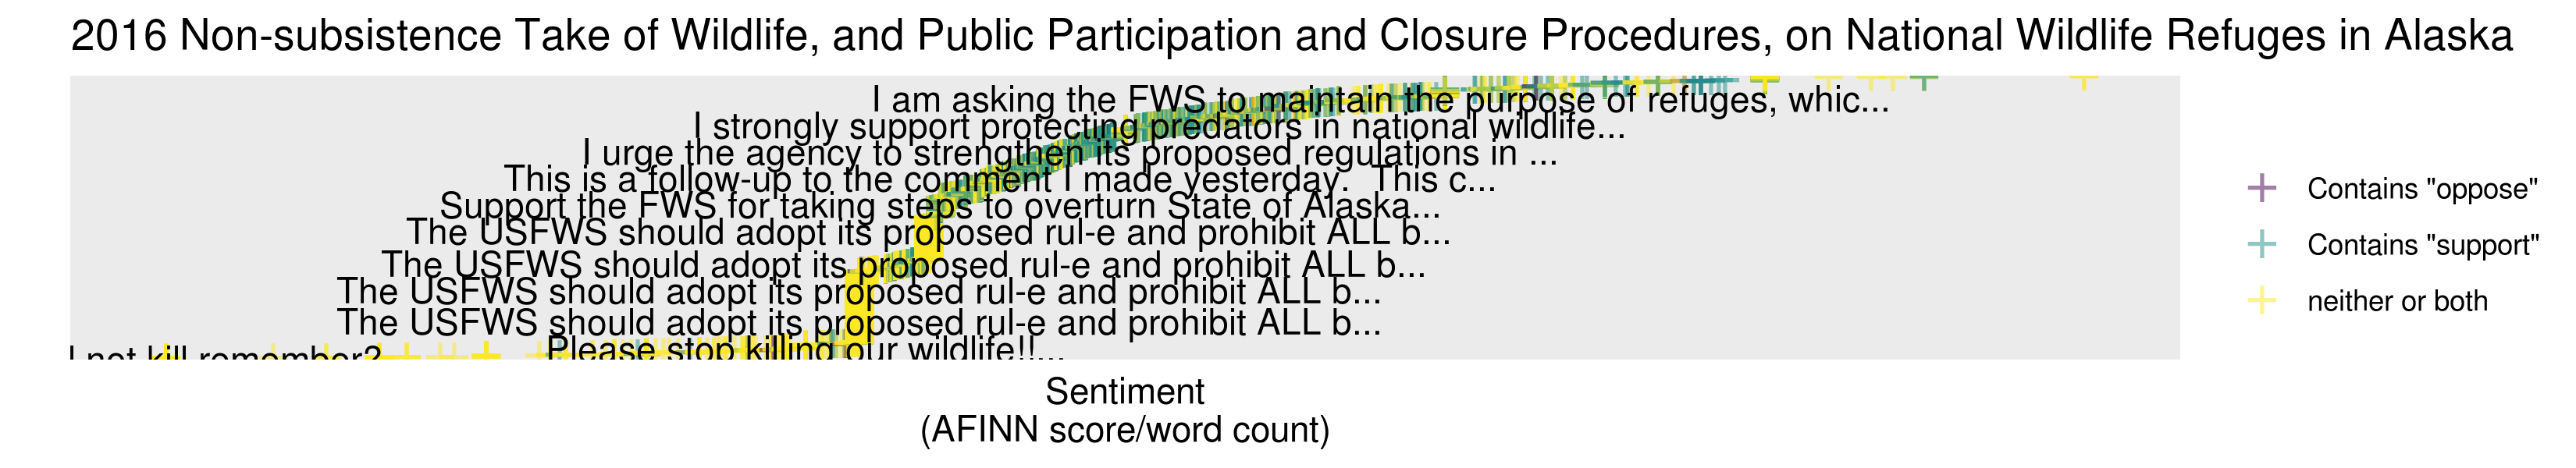 2016 Non-subsistence Take of Wildlife, and Public Participation and Closure Procedures, on National Wildlife Refuges in Alaska
I am asking the FWS to maintain the purpose of refuges, whic...
I strongly support protecting predators in national wildlife...
I urge the agency to strengthen its proposed regulations in ...
This is a follow-up to the comment I made yesterday.  This c...
Support the FWS for taking steps to overturn State of Alaska...
The USFWS should adopt its proposed rul-e and prohibit ALL b...
The USFWS should adopt its proposed rul-e and prohibit ALL b...
The USFWS should adopt its proposed rul-e and prohibit ALL b...
The USFWS should adopt its proposed rul-e and prohibit ALL b...
Please stop killing our wildlife!!...
not kill remember?
Sentiment
(AFINN score/word count)
Contains "oppose"
Contains "support"
neither or both